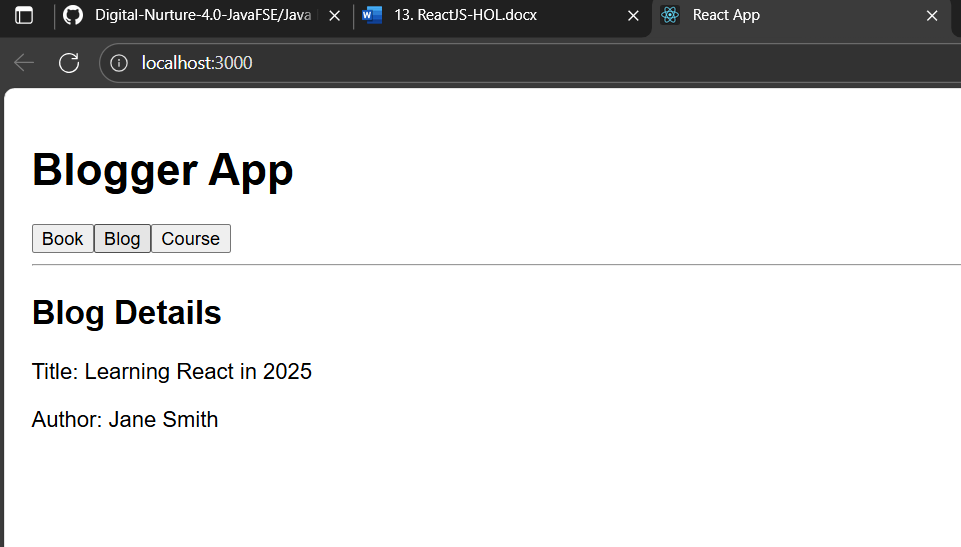 Digital-Nurture-4.0-JavaFSE/Java
13. ReactJS-HOL.docx
React App
localhost:3000
Blogger App
Book Blog Course
Blog Details
Title: Learning React in 2025
Author: Jane Smith